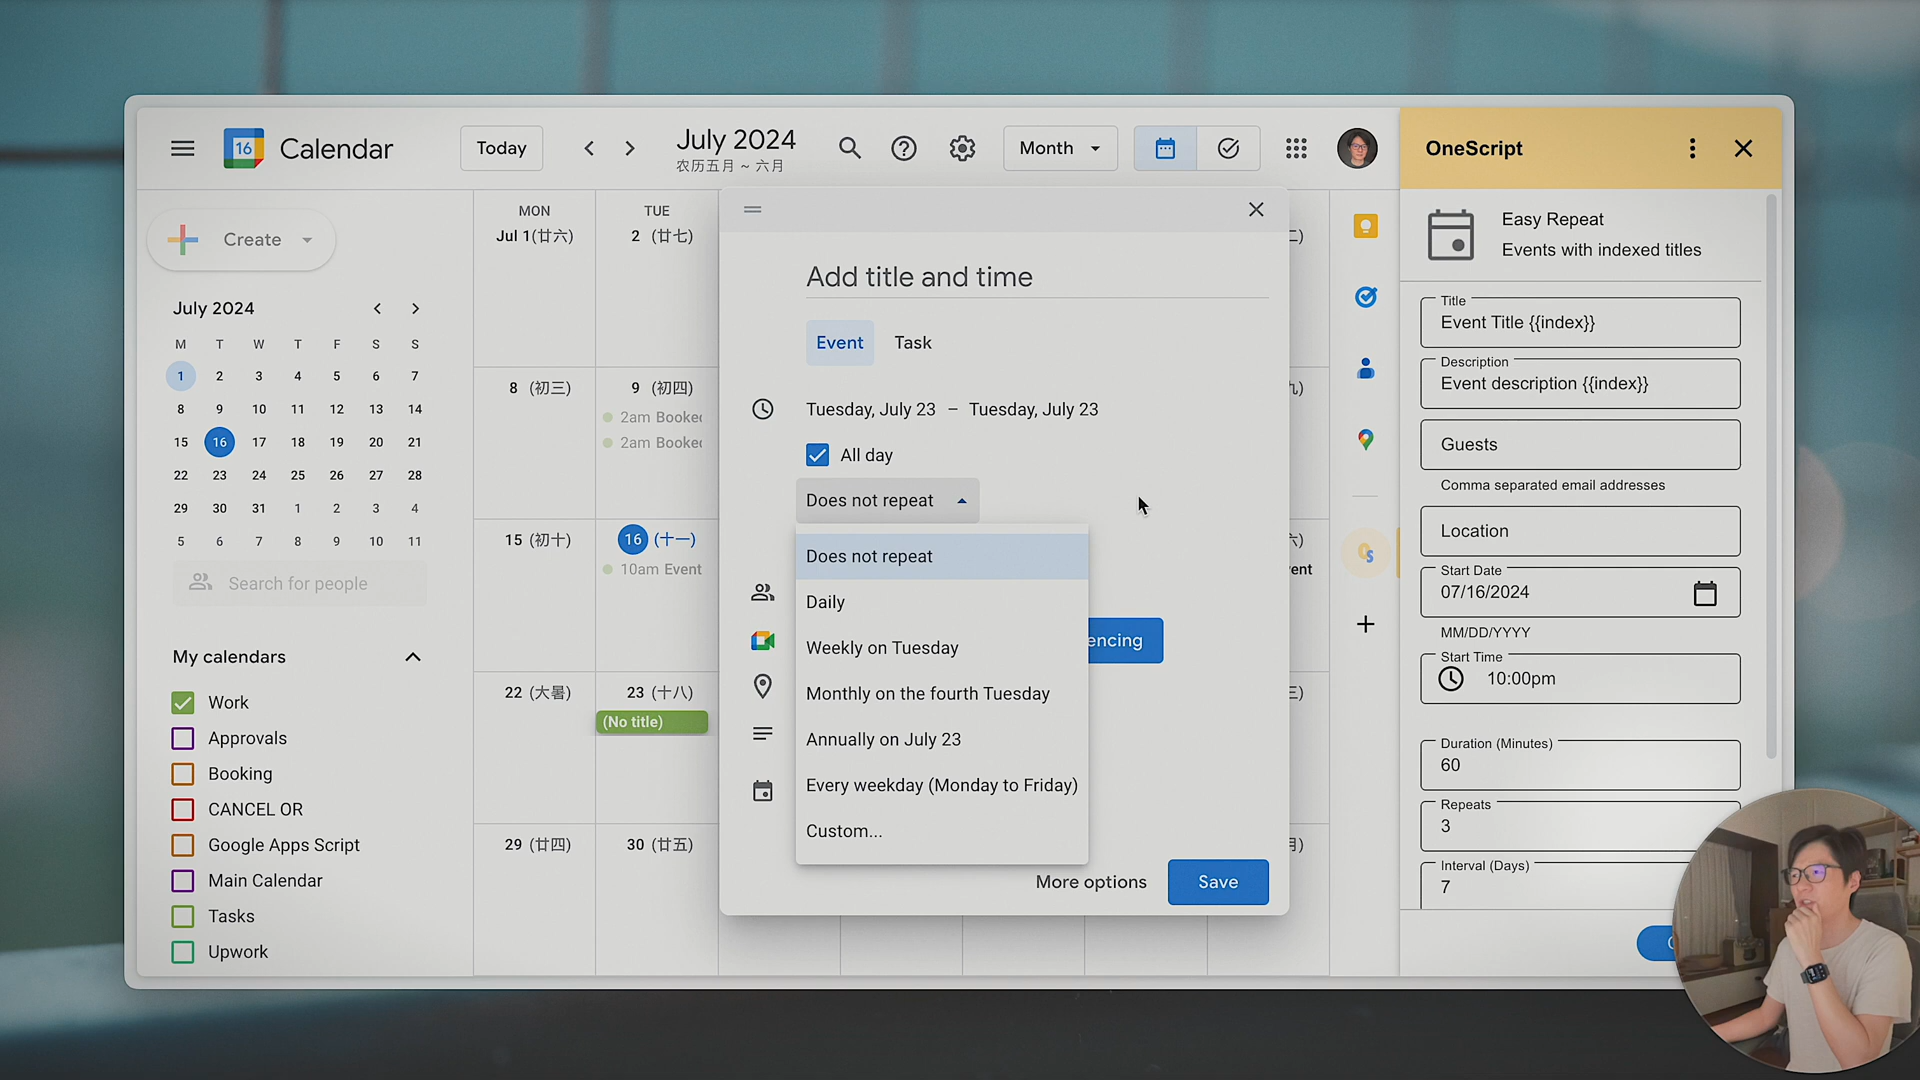 16
Calendar
Today
July 2024
农历五月 ~ 六月
Month
OneScript
Create
July 2024
M T W T F S S
1 2 3 4 5 6 7
8 9 10 11 12 13 14
15 16 17 18 19 20 21
22 23 24 25 26 27 28
29 30 31 1 2 3 4
5 6 7 8 9 10 11
Search for people
My calendars
Work
Approvals
Booking
CANCEL OR
Google Apps Script
Main Calendar
Tasks
Upwork
MON
TUE
Jul 1(廿六)
2 (廿七)
8 (初三)
9 (初四)
2am Booke
2am Booke
15 (初十)
16 (十一)
10am Event
22 (大暑)
23 (十八)
(No title)
29 (廿四)
30 (廿五)
Add title and time
Event
Task
Tuesday, July 23 – Tuesday, July 23
All day
Does not repeat
Does not repeat
Daily
Weekly on Tuesday
Monthly on the fourth Tuesday
Annually on July 23
Every weekday (Monday to Friday)
Custom...
encing
More options
Save
ent
Easy Repeat
Events with indexed titles
Title
Event Title {{index}}
Description
Event description {{index}}
Guests
Comma separated email addresses
Location
Start Date
07/16/2024
MM/DD/YYYY
Start Time
10:00pm
Duration (Minutes)
60
Repeats
3
Interval (Days)
7